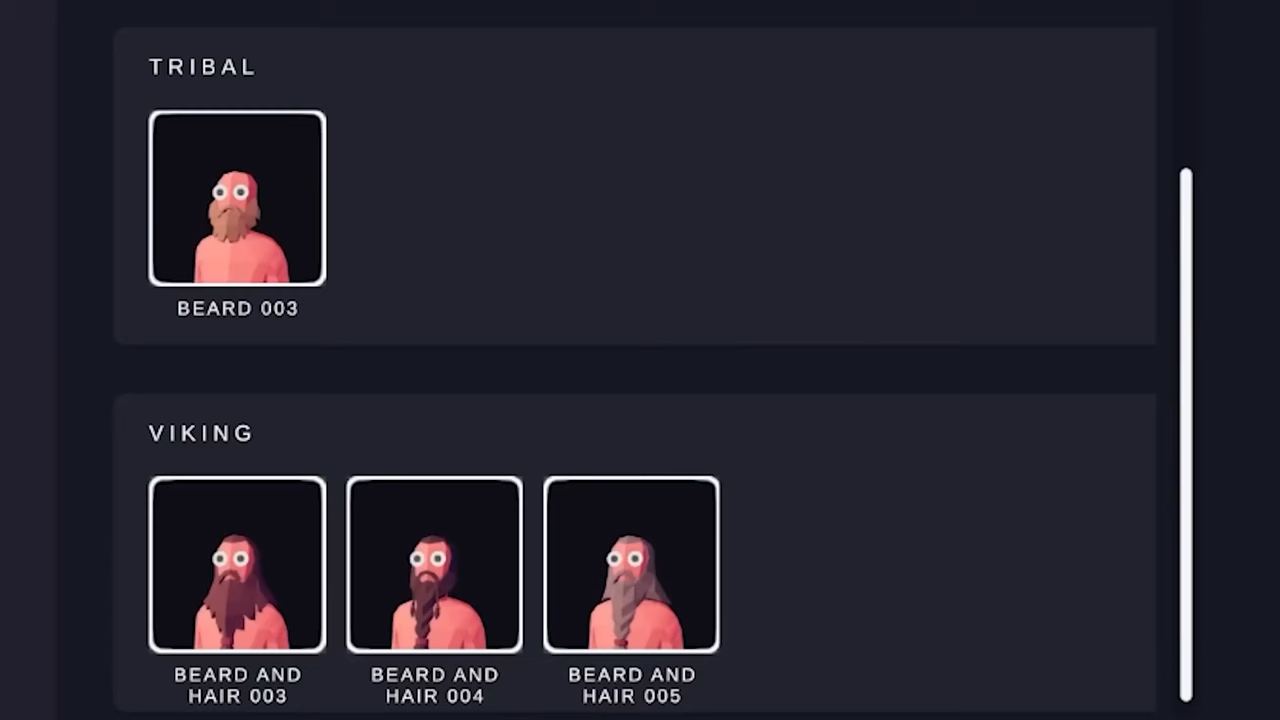 TRIBAL
BEARD 003
VIKING
BEARD AND
HAIR 003
BEARD AND
HAIR 004
BEARD AND
HAIR 005